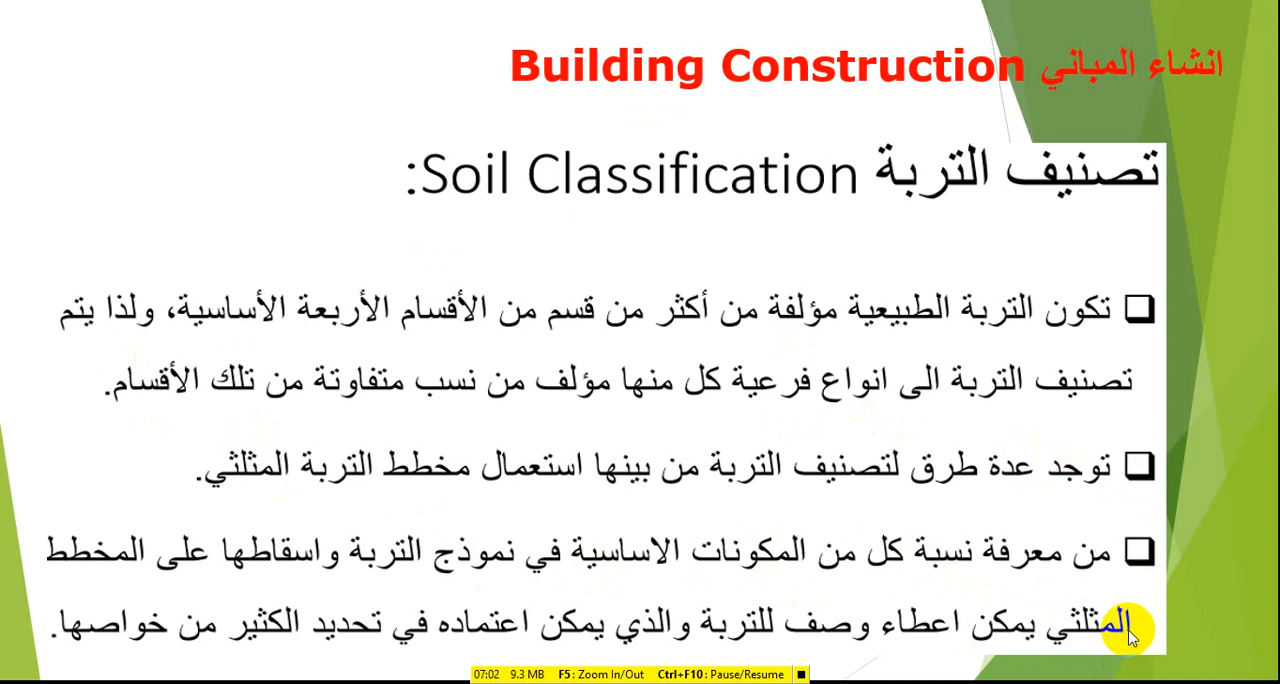 انشاء المباني Building Construction
تصنيف التربة Soil Classification:
❑ تكون التربة الطبيعية مؤلفة من أكثر من قسم من الأقسام الأربعة الأساسية، ولذا يتم
تصنيف التربة الى انواع فرعية كل منها مؤلف من نسب متفاوتة من تلك الأقسام.
❑ توجد عدة طرق لتصنيف التربة من بينها استعمال مخطط التربة المثلثي.
❑ من معرفة نسبة كل من المكونات الاساسية في نموذج التربة واسقاطها على المخطط
المثلثي يمكن اعطاء وصف للتربة والذي يمكن اعتماده في تحديد الكثير من خواصها.
07:02 9.3 MB F5: Zoom In/Out Ctrl+F10: Pause/Resume